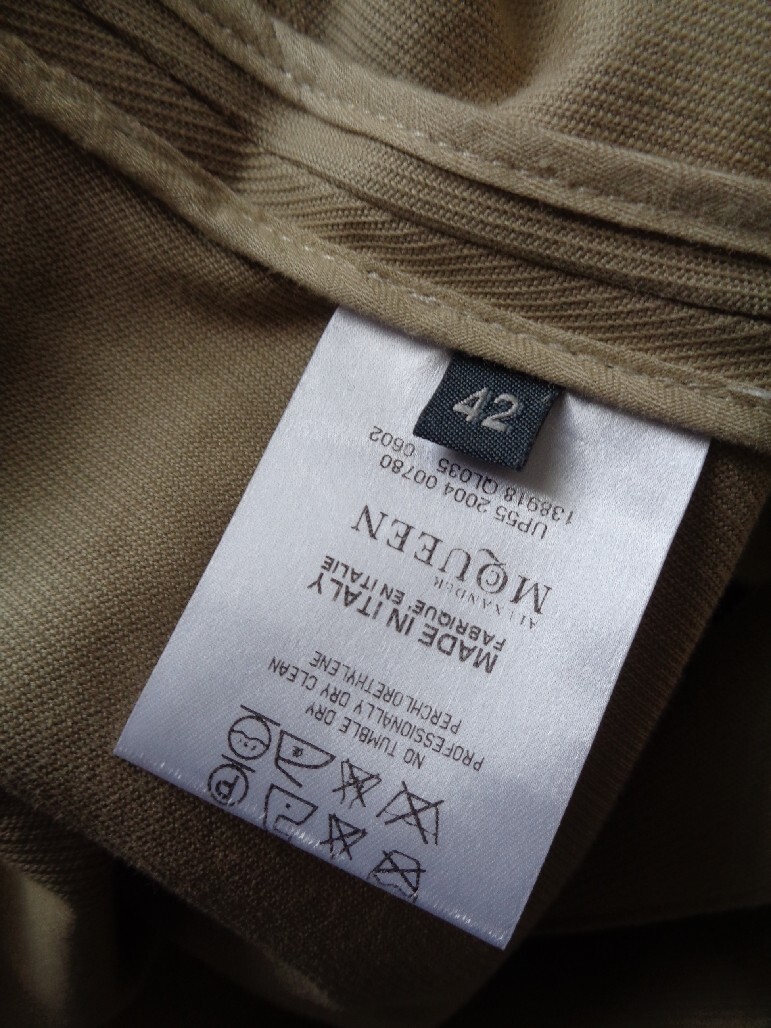 42
138918 QL035 C602
UP55 2004 00780
ALEXANDER
MCQUEEN
MADE IN ITALY
FABRIQUE' EN ITALIE
NO TUMBLE DRY
PROFESSIONALLY DRY CLEAN
PERCHLORETHYLENE
P